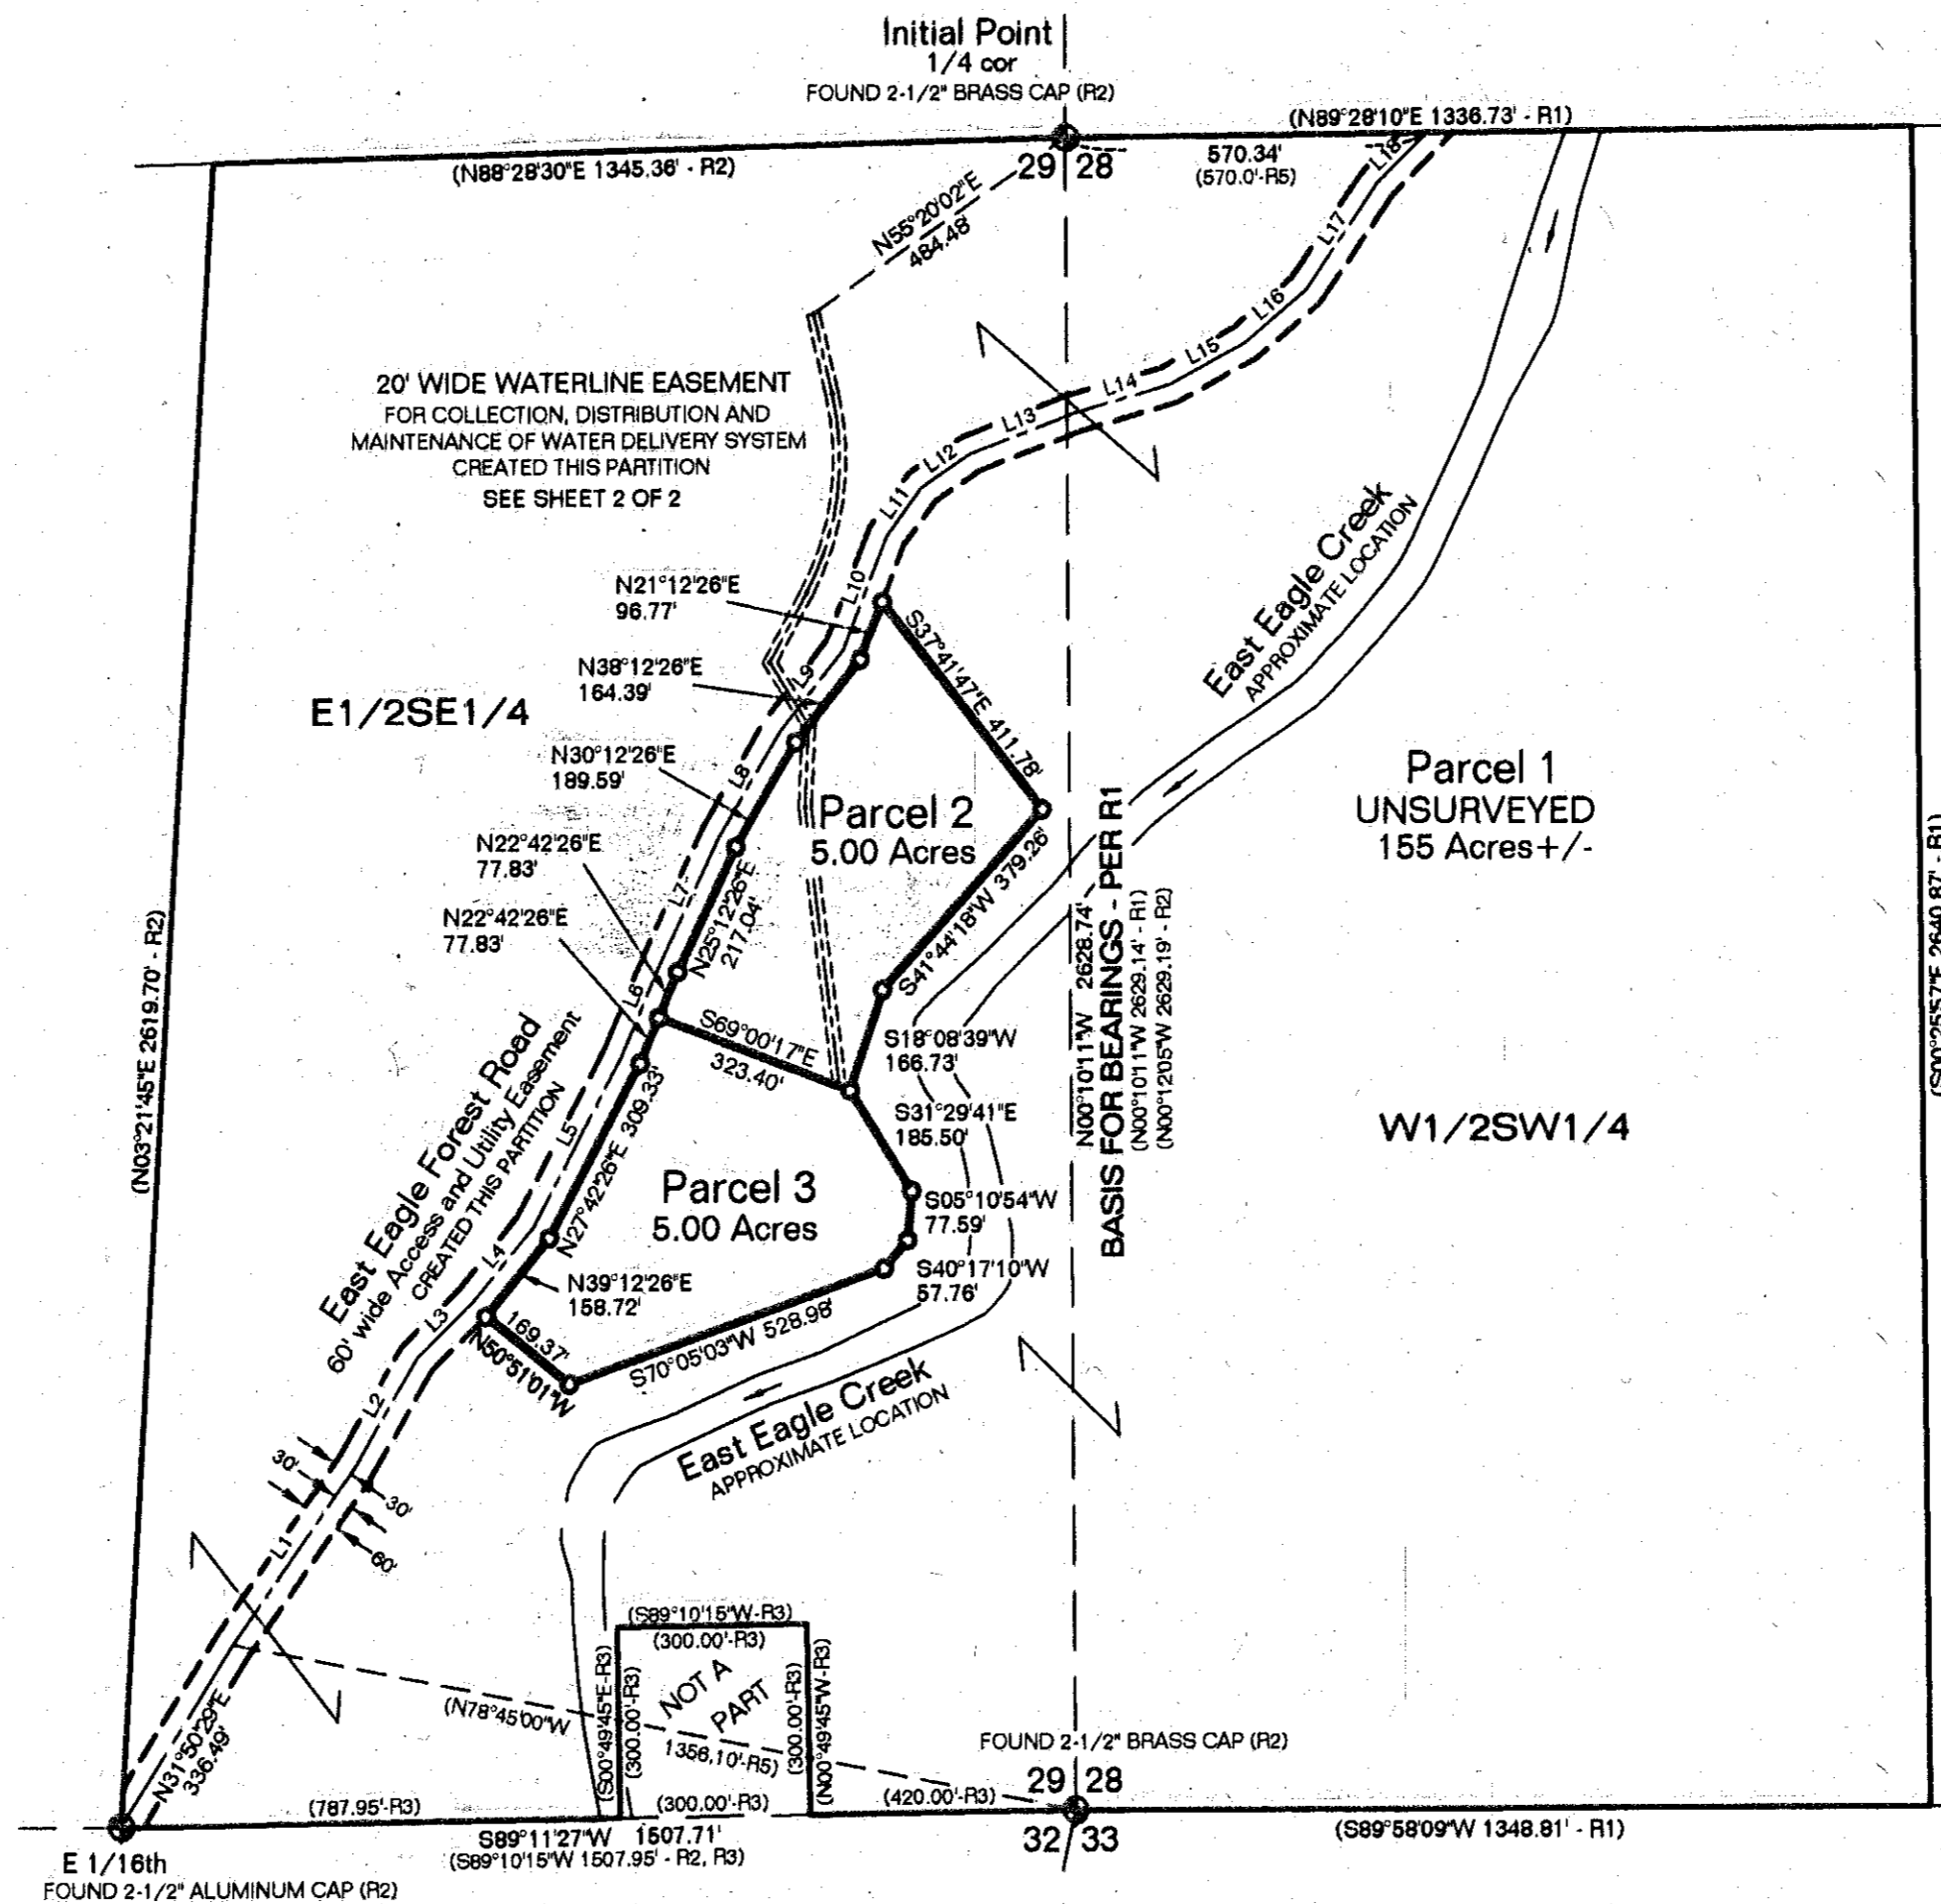 Initial Point
1/4 cor
FOUND 2-1/2" BRASS CAP (R2)
(N89°28'10"E 1336.73' - R1)
(N88°28'30"E 1345.36' - R2)
29 28
570.34'
(570.0'-R5)
L18
N55°20'02"E
484.48'
L17
L16
L15
L14
L13
L12
L11
L10
20' WIDE WATERLINE EASEMENT
FOR COLLECTION, DISTRIBUTION AND
MAINTENANCE OF WATER DELIVERY SYSTEM
CREATED THIS PARTITION
SEE SHEET 2 OF 2
East Eagle Creek
APPROXIMATE LOCATION
N21°12'26"E
96.77'
S37°41'47"E 411.78'
N38°12'26"E
164.39'
L9
E1/2SE1/4
N30°12'26"E
189.59'
L8
Parcel 2
5.00 Acres
Parcel 1
UNSURVEYED
155 Acres+/-
N22°42'26"E
77.83'
L7
N25°12'26"E
217.04'
S41°44'18"W 379.26'
N22°42'26"E
77.83'
L6
(N03°21'45"E 2619.70' - R2)
(S00°25'57"E 2640.87' - R1)
S69°00'17"E
323.40'
S18°08'39"W
166.73'
N00°10'11"W 2628.74'
BASIS FOR BEARINGS - PER R1
(N00°10'11"W 2629.14' - R1)
(N00°12'05"W 2629.19' - R2)
East Eagle Forest Road
60' wide Access and Utility Easement
CREATED THIS PARTITION
L5
N27°42'26"E 309.33'
S31°29'41"E
185.50'
W1/2SW1/4
Parcel 3
5.00 Acres
S05°10'54"W
77.59'
L4
N39°12'26"E
158.72'
S40°17'10"W
57.76'
L3
169.37'
N50°51'01"W
S70°05'03"W 528.98'
L2
East Eagle Creek
APPROXIMATE LOCATION
30'
30'
60'
L1
(S89°10'15"W-R3)
(300.00'-R3)
(S00°49'45"E-R3)
(300.00'-R3)
NOT A
PART
(300.00'-R3)
(N00°49'45"W-R3)
N31°50'29"E
336.49'
(N78°45'00"W
1356.10'-R5)
FOUND 2-1/2" BRASS CAP (R2)
29 28
(787.95'-R3)
(300.00'-R3)
(420.00'-R3)
S89°11'27"W 1507.71'
(S89°10'15"W 1507.95' - R2, R3)
32 33
(S89°58'09"W 1348.81' - R1)
E 1/16th
FOUND 2-1/2" ALUMINUM CAP (R2)